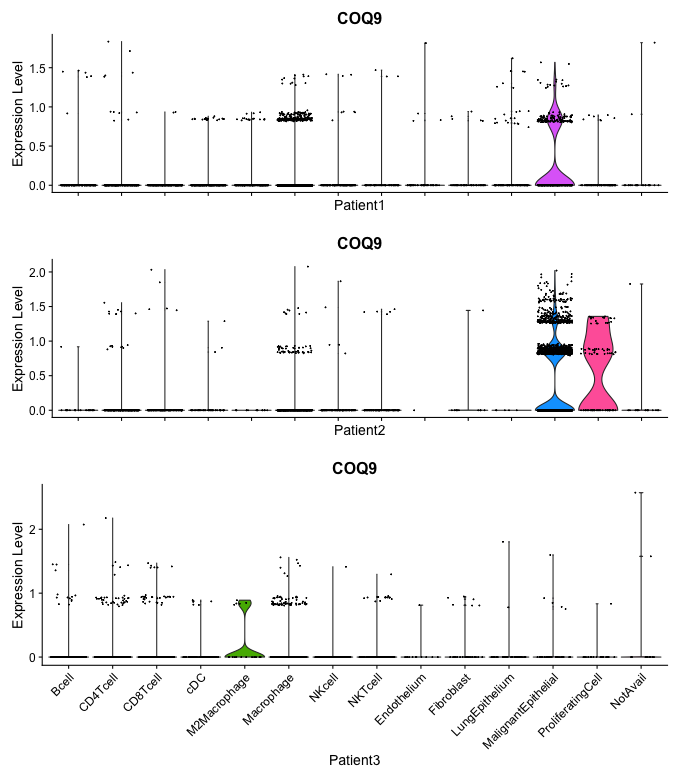 COQ9
Expression Level
1.5
1.0
0.5
0.0
Patient1
COQ9
Expression Level
2.0
1.5
1.0
0.5
0.0
Patient2
COQ9
Expression Level
2
1
0
Bcell
CD4Tcell
CD8Tcell
cDC
M2Macrophage
Macrophage
NKcell
NKTcell
Endothelium
Fibroblast
LungEpithelium
MalignantEpithelial
ProliferatingCell
NotAvail
Patient3